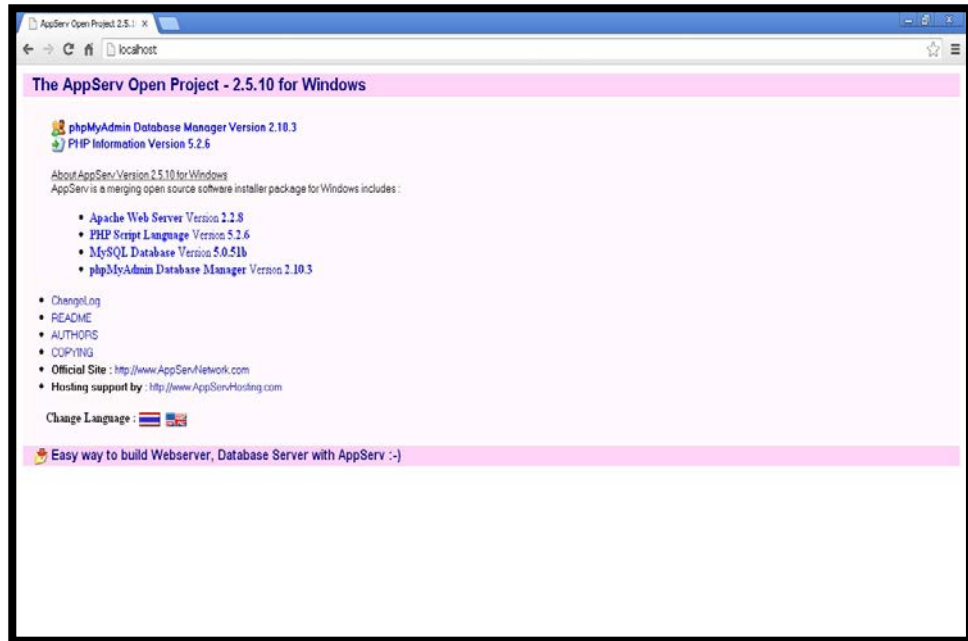 AppServ Open Project 2.5.1
localhost
The AppServ Open Project - 2.5.10 for Windows
phpMyAdmin Database Manager Version 2.10.3
PHP Information Version 5.2.6
About AppServ Version 2.5.10 for Windows
AppServ is a merging open source software installer package for Windows includes :
Apache Web Server Version 2.2.8
PHP Script Language Version 5.2.6
MySQL Database Version 5.0.51b
phpMyAdmin Database Manager Version 2.10.3
ChangeLog
README
AUTHORS
COPYING
Official Site : http://www.AppServNetwork.com
Hosting support by : http://www.AppServHosting.com
Change Language :
Easy way to build Webserver, Database Server with AppServ :-)